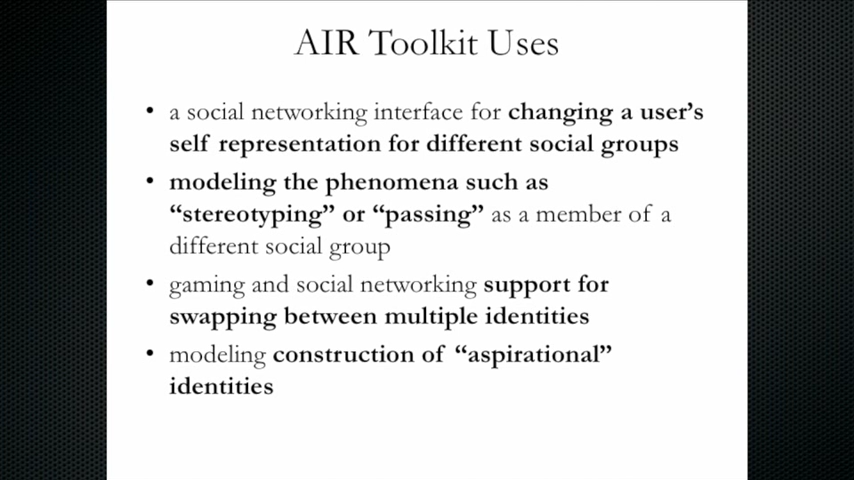 AIR Toolkit Uses
• a social networking interface for changing a user’s
self representation for different social groups
• modeling the phenomena such as
“stereotyping” or “passing” as a member of a
different social group
• gaming and social networking support for
swapping between multiple identities
• modeling construction of “aspirational”
identities